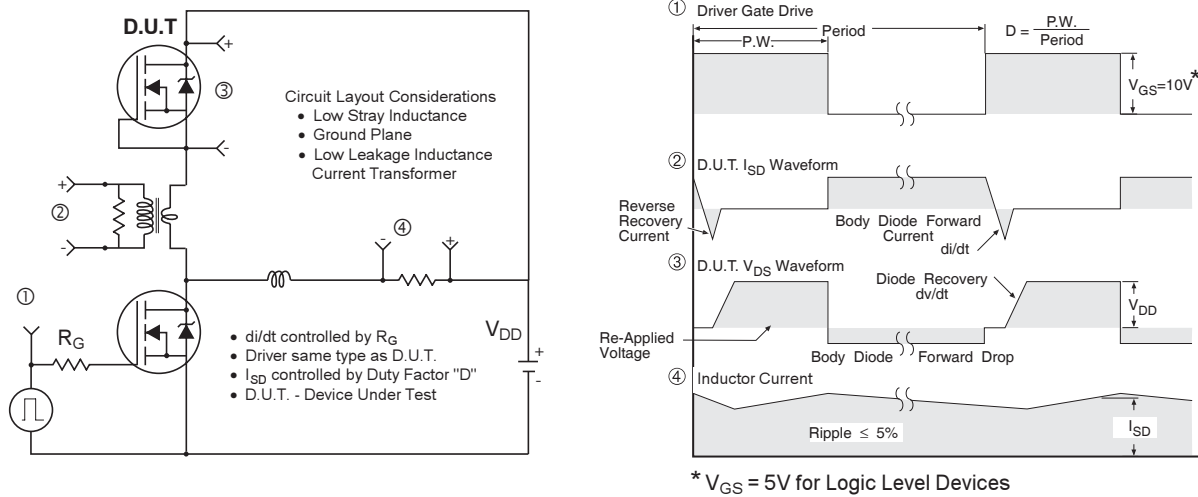 D.U.T
+
③
-
Circuit Layout Considerations
• Low Stray Inductance
• Ground Plane
• Low Leakage Inductance
Current Transformer
+
②
-
④
- +
①
RG
VDD
+
-
• di/dt controlled by RG
• Driver same type as D.U.T.
• ISD controlled by Duty Factor "D"
• D.U.T. - Device Under Test
① Driver Gate Drive
P.W.
Period
D = P.W.
Period
VGS=10V*
② D.U.T. ISD Waveform
Reverse
Recovery
Current
Body Diode Forward
Current
di/dt
③ D.U.T. VDS Waveform
Diode Recovery
dv/dt
VDD
Re-Applied
Voltage
Body Diode Forward Drop
④ Inductor Current
Ripple ≤ 5%
ISD
* VGS = 5V for Logic Level Devices